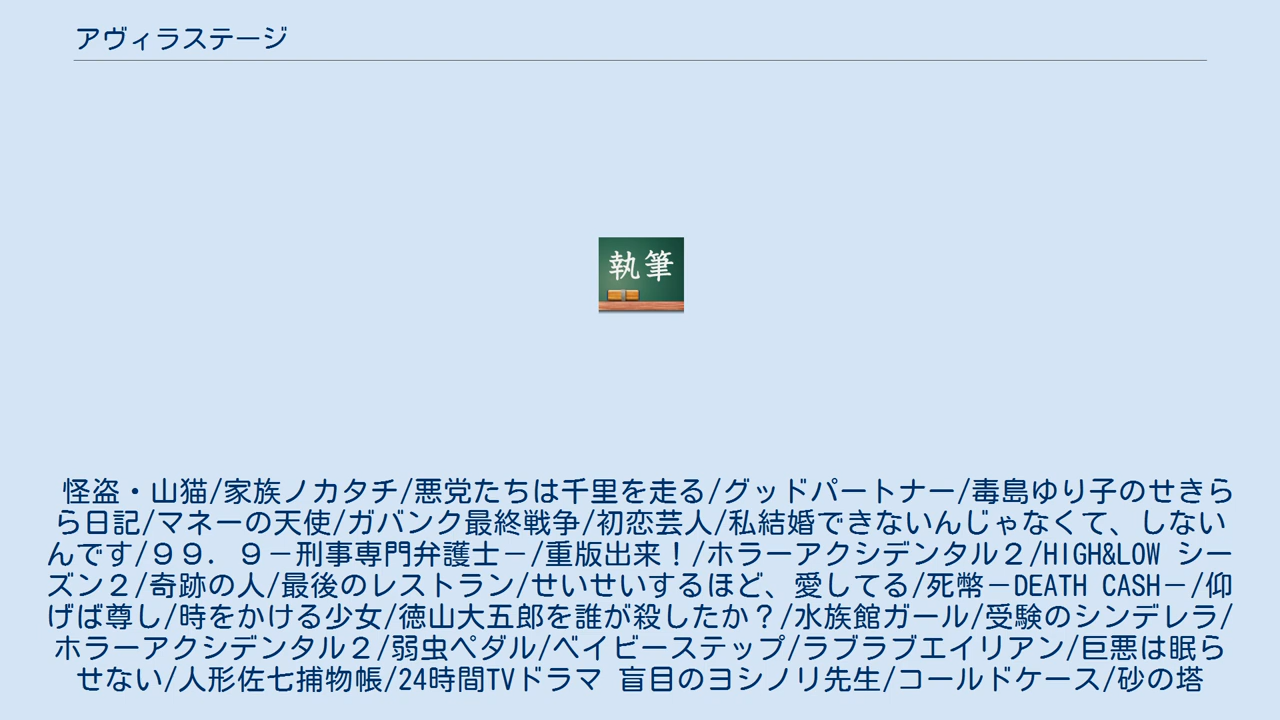 アヴィラステージ
執筆
怪盗・山猫/家族ノカタチ/悪党たちは千里を走る/グッドパートナー/毒島ゆり子のせきら
ら日記/マネーの天使/ガバンク最終戦争/初恋芸人/私結婚できないんじゃなくて、しない
んです/９９．９－刑事専門弁護士－/重版出来！/ホラーアクシデンタル２/HIGH&LOW シー
ズン２/奇跡の人/最後のレストラン/せいせいするほど、愛してる/死幣－DEATH CASH－/仰
げば尊し/時をかける少女/徳山大五郎を誰が殺したか？/水族館ガール/受験のシンデレラ/
ホラーアクシデンタル２/弱虫ペダル/ベイビーステップ/ラブラブエイリアン/巨悪は眠ら
せない/人形佐七捕物帳/24時間TVドラマ 盲目のヨシノリ先生/コールドケース/砂の塔